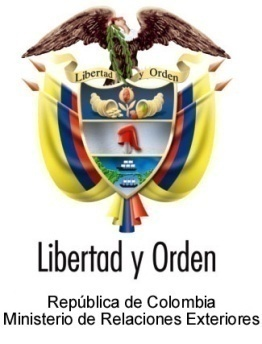 Libertad y Orden
Libertad y Orden
República de Colombia
Ministerio de Relaciones Exteriores